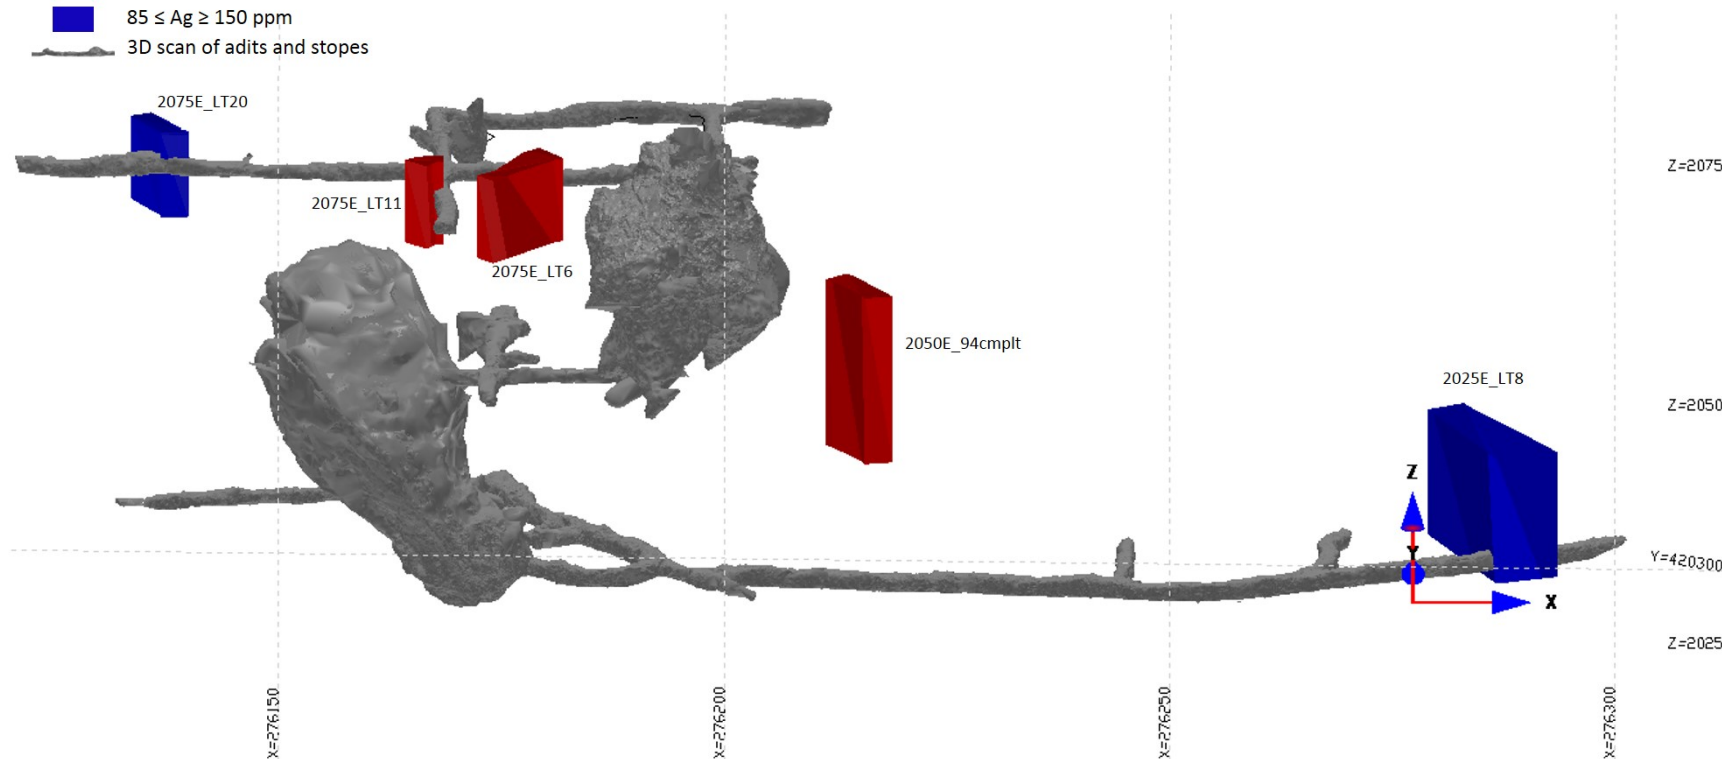 85 ≤ Ag ≥ 150 ppm
3D scan of adits and stopes
2075E_LT20
Z=2075
2075E_LT11
2075E_LT6
2050E_94cmplt
2025E_LT8
Z=2050
Z
Y
Y=420300
X
Z=2025
X=276150
X=276200
X=276250
X=276300